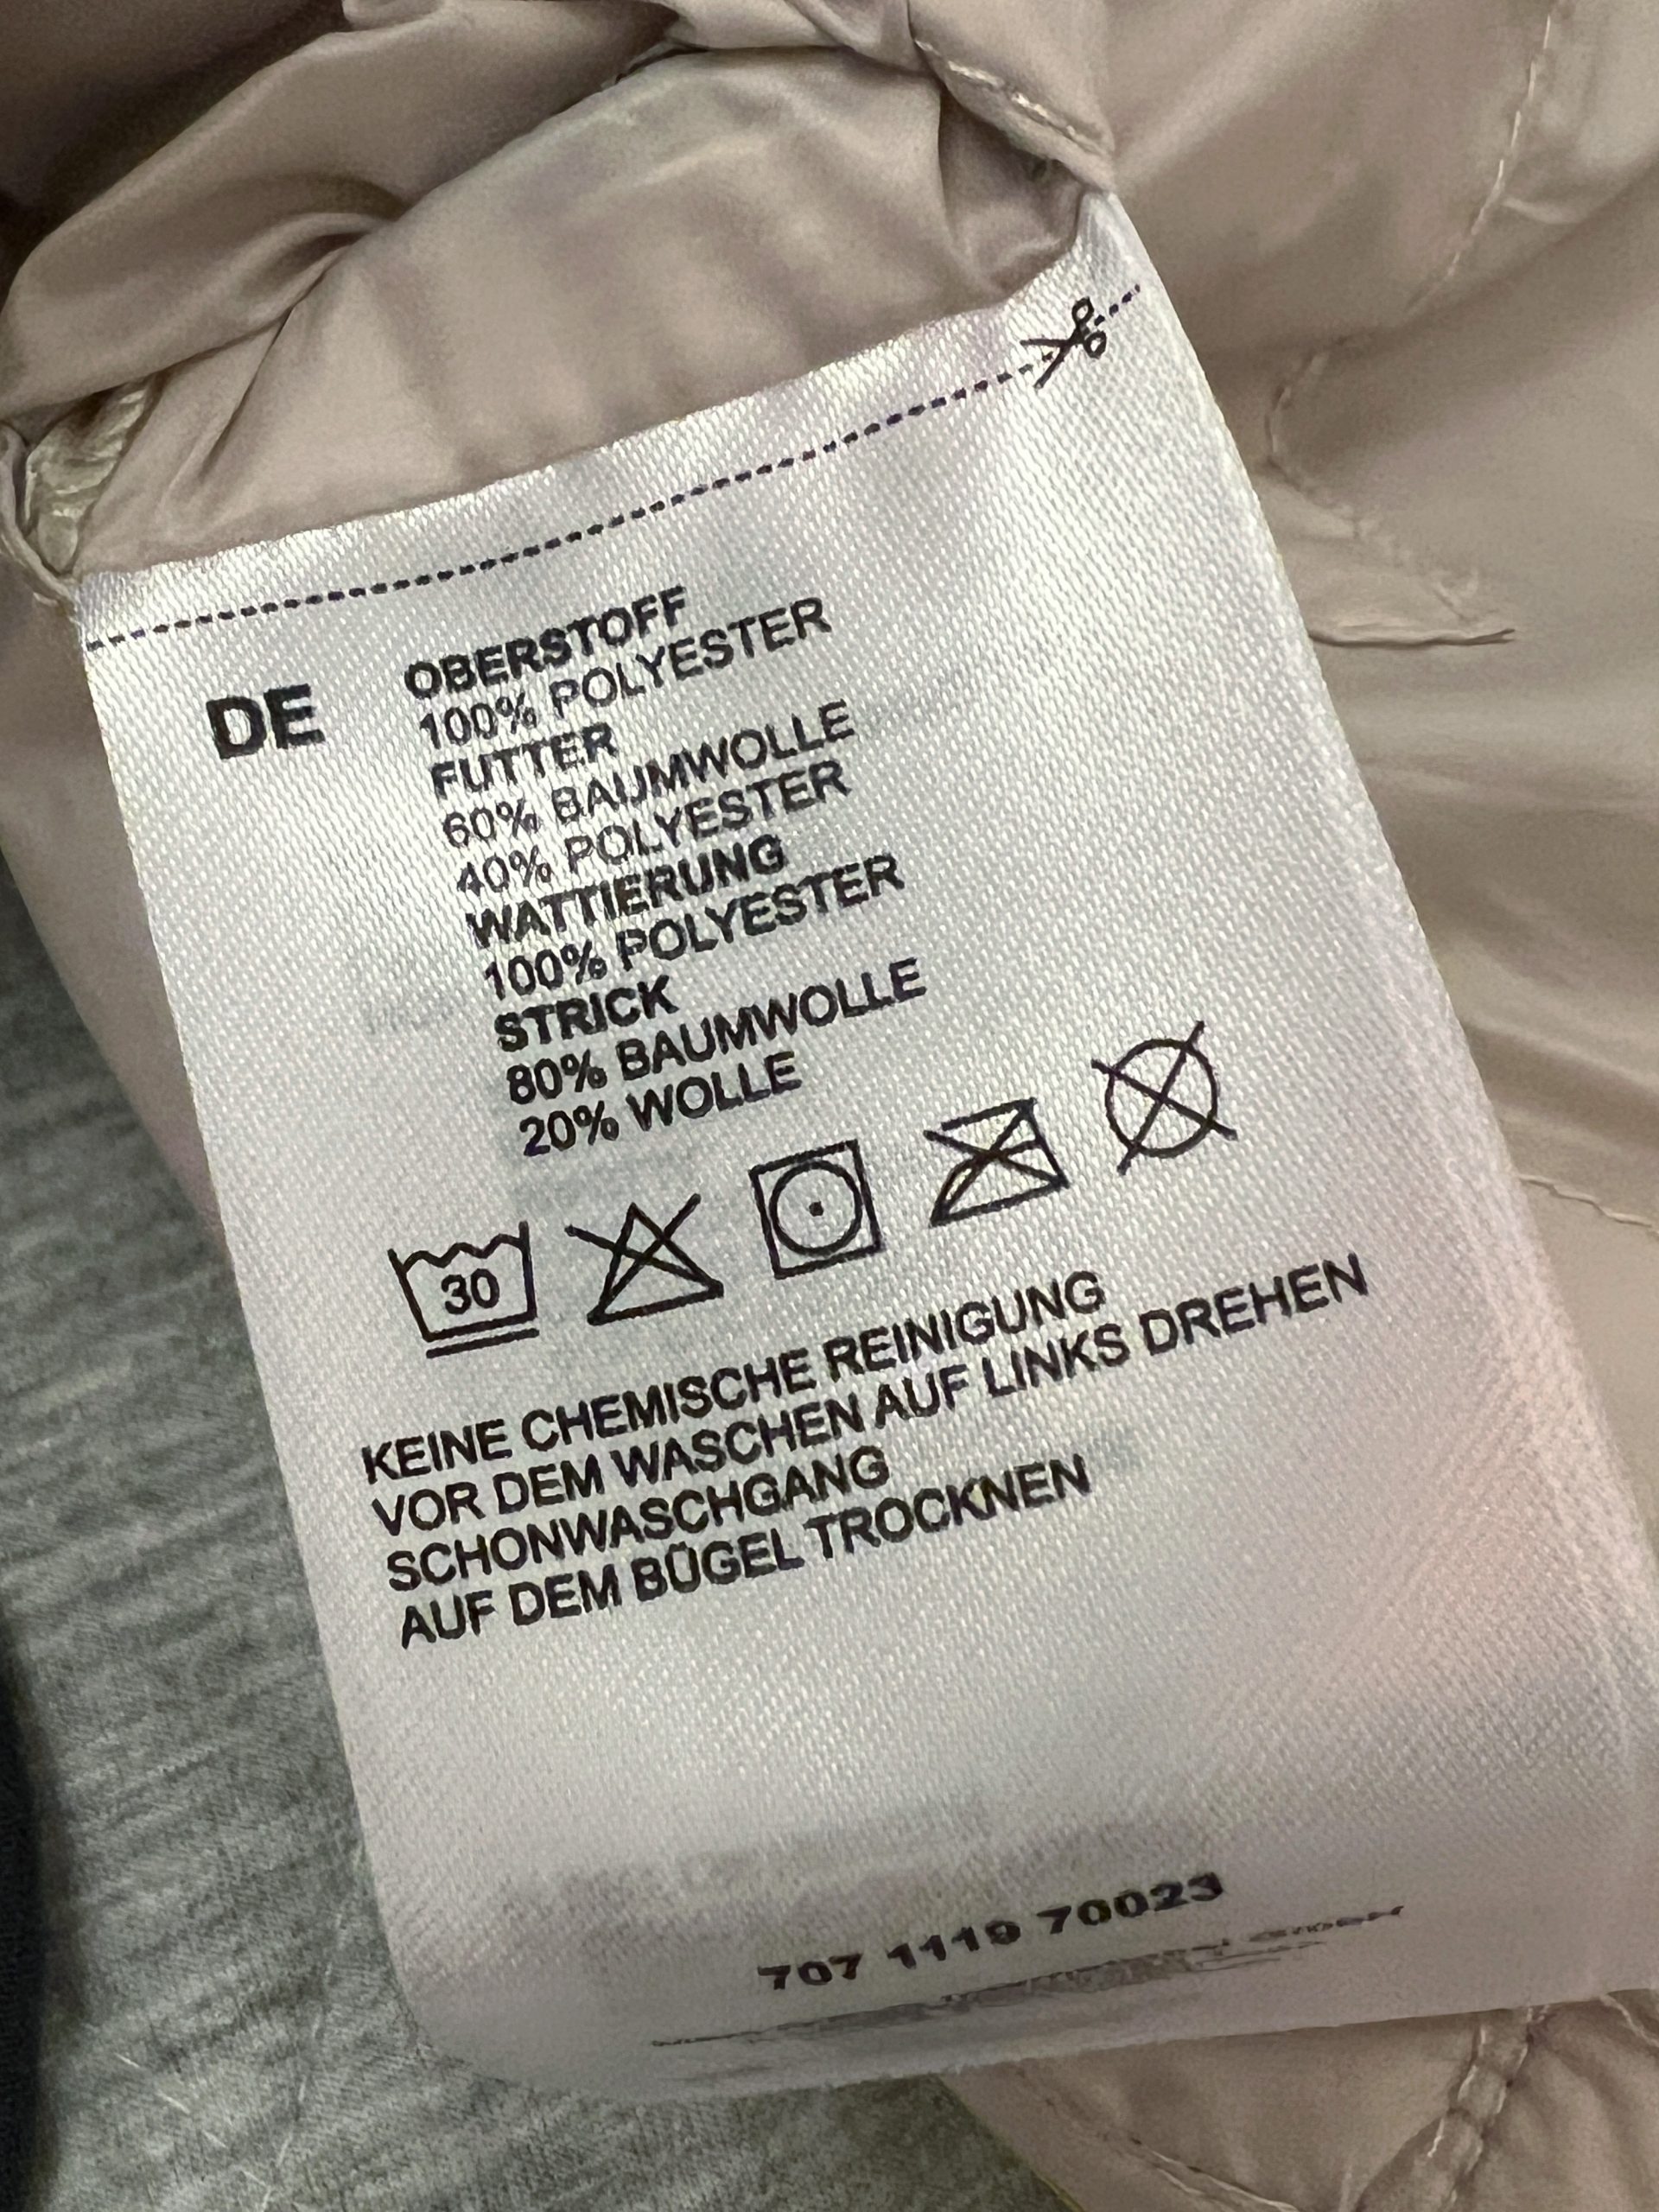 DE
OBERSTOFF
100% POLYESTER
FUTTER
60% BAUMWOLLE
40% POLYESTER
WATTIERUNG
100% POLYESTER
STRICK
80% BAUMWOLLE
20% WOLLE
30
KEINE CHEMISCHE REINIGUNG
VOR DEM WASCHEN AUF LINKS DREHEN
SCHONWASCHGANG
AUF DEM BÜGEL TROCKNEN
707 1119 70023